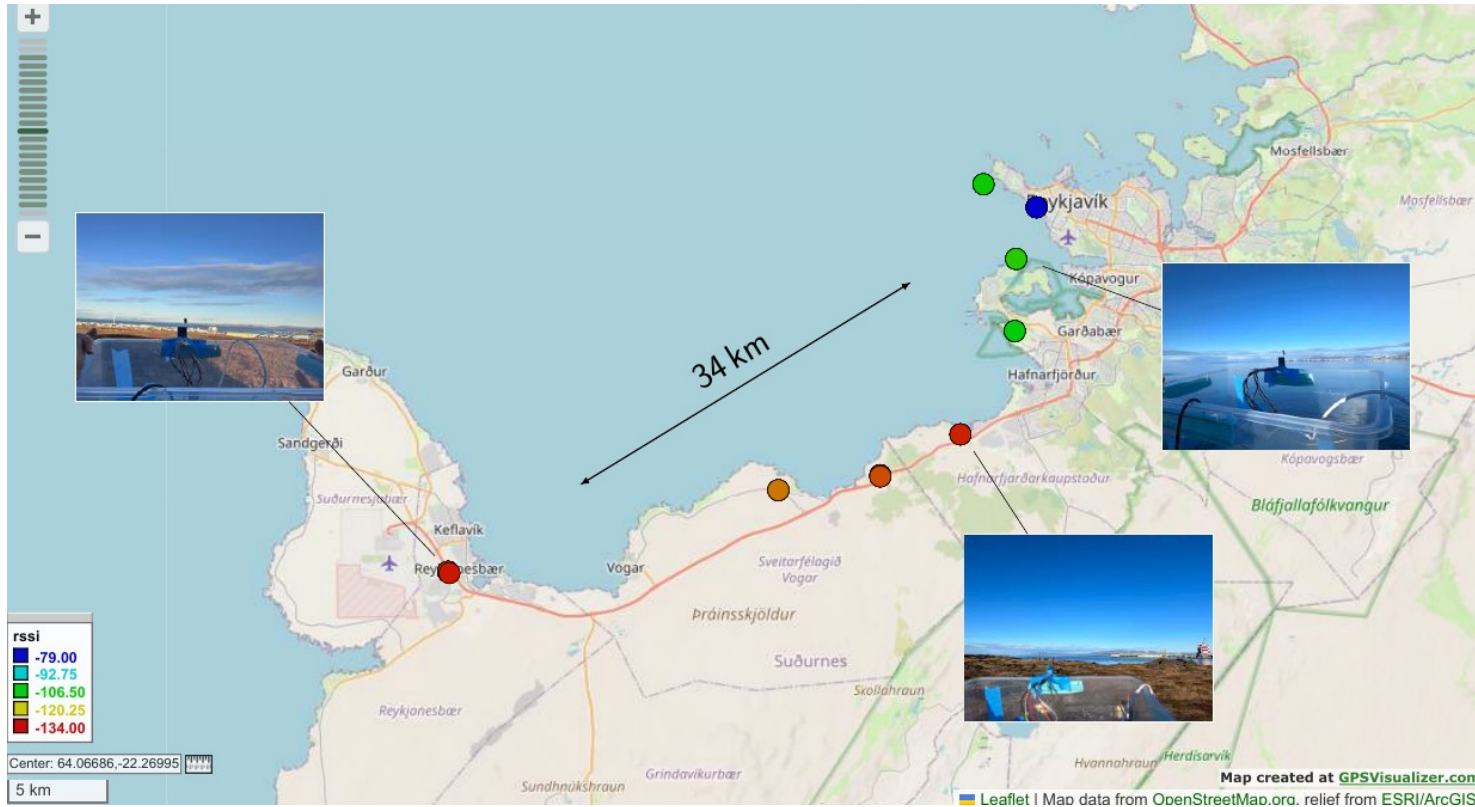 +
−
Mosfellsbær
Mosfellsbær
Reykjavík
Kópavogur
Garðabær
Hafnarfjörður
34 km
Garður
Sandgerði
Suðurnesjabær
Keflavík
Reykjanesbær
Vogar
Sveitarfélagið
Vogar
Hafnarfjarðarkaupstaður
Kópavogsbær
Bláfjallafólkvangur
Þráinsskjöldur
Suðurnes
Skollahraun
Reykjanesbær
Grindavíkurbær
Sundhnúkshraun
Hvannahraun
Herdísarvík
rssi
-79.00
-92.75
-106.50
-120.25
-134.00
Center: 64.06686,-22.26995
5 km
Map created at GPSVisualizer.com
Leaflet | Map data from OpenStreetMap.org, relief from ESRI/ArcGIS